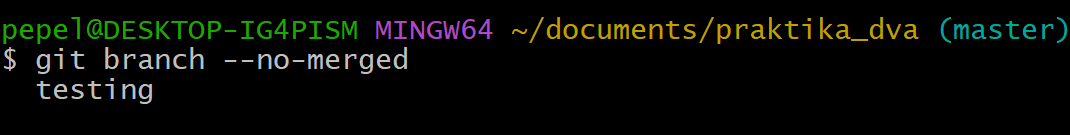 pepel@DESKTOP-IG4PISM MINGW64 ~/documents/praktika_dva (master)
$ git branch --no-merged
  testing